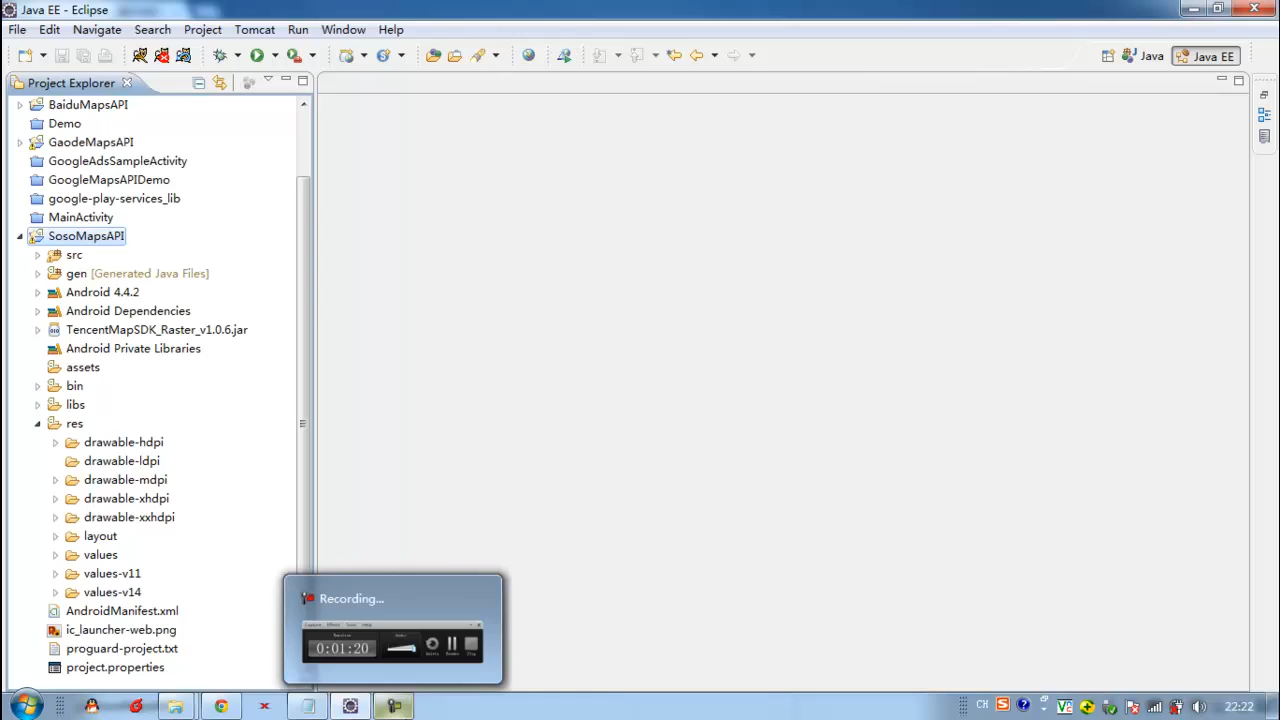 Java EE - Eclipse
File Edit Navigate Search Project Tomcat Run Window Help
Java Java EE
Project Explorer
BaiduMapsAPI
Demo
GaodeMapsAPI
GoogleAdsSampleActivity
GoogleMapsAPIDemo
google-play-services_lib
MainActivity
SosoMapsAPI
src
gen [Generated Java Files]
Android 4.4.2
Android Dependencies
TencentMapSDK_Raster_v1.0.6.jar
Android Private Libraries
assets
bin
libs
res
drawable-hdpi
drawable-ldpi
drawable-mdpi
drawable-xhdpi
drawable-xxhdpi
layout
values
values-v11
values-v14
AndroidManifest.xml
ic_launcher-web.png
proguard-project.txt
project.properties
Recording...
0:01:20
CH
22:22